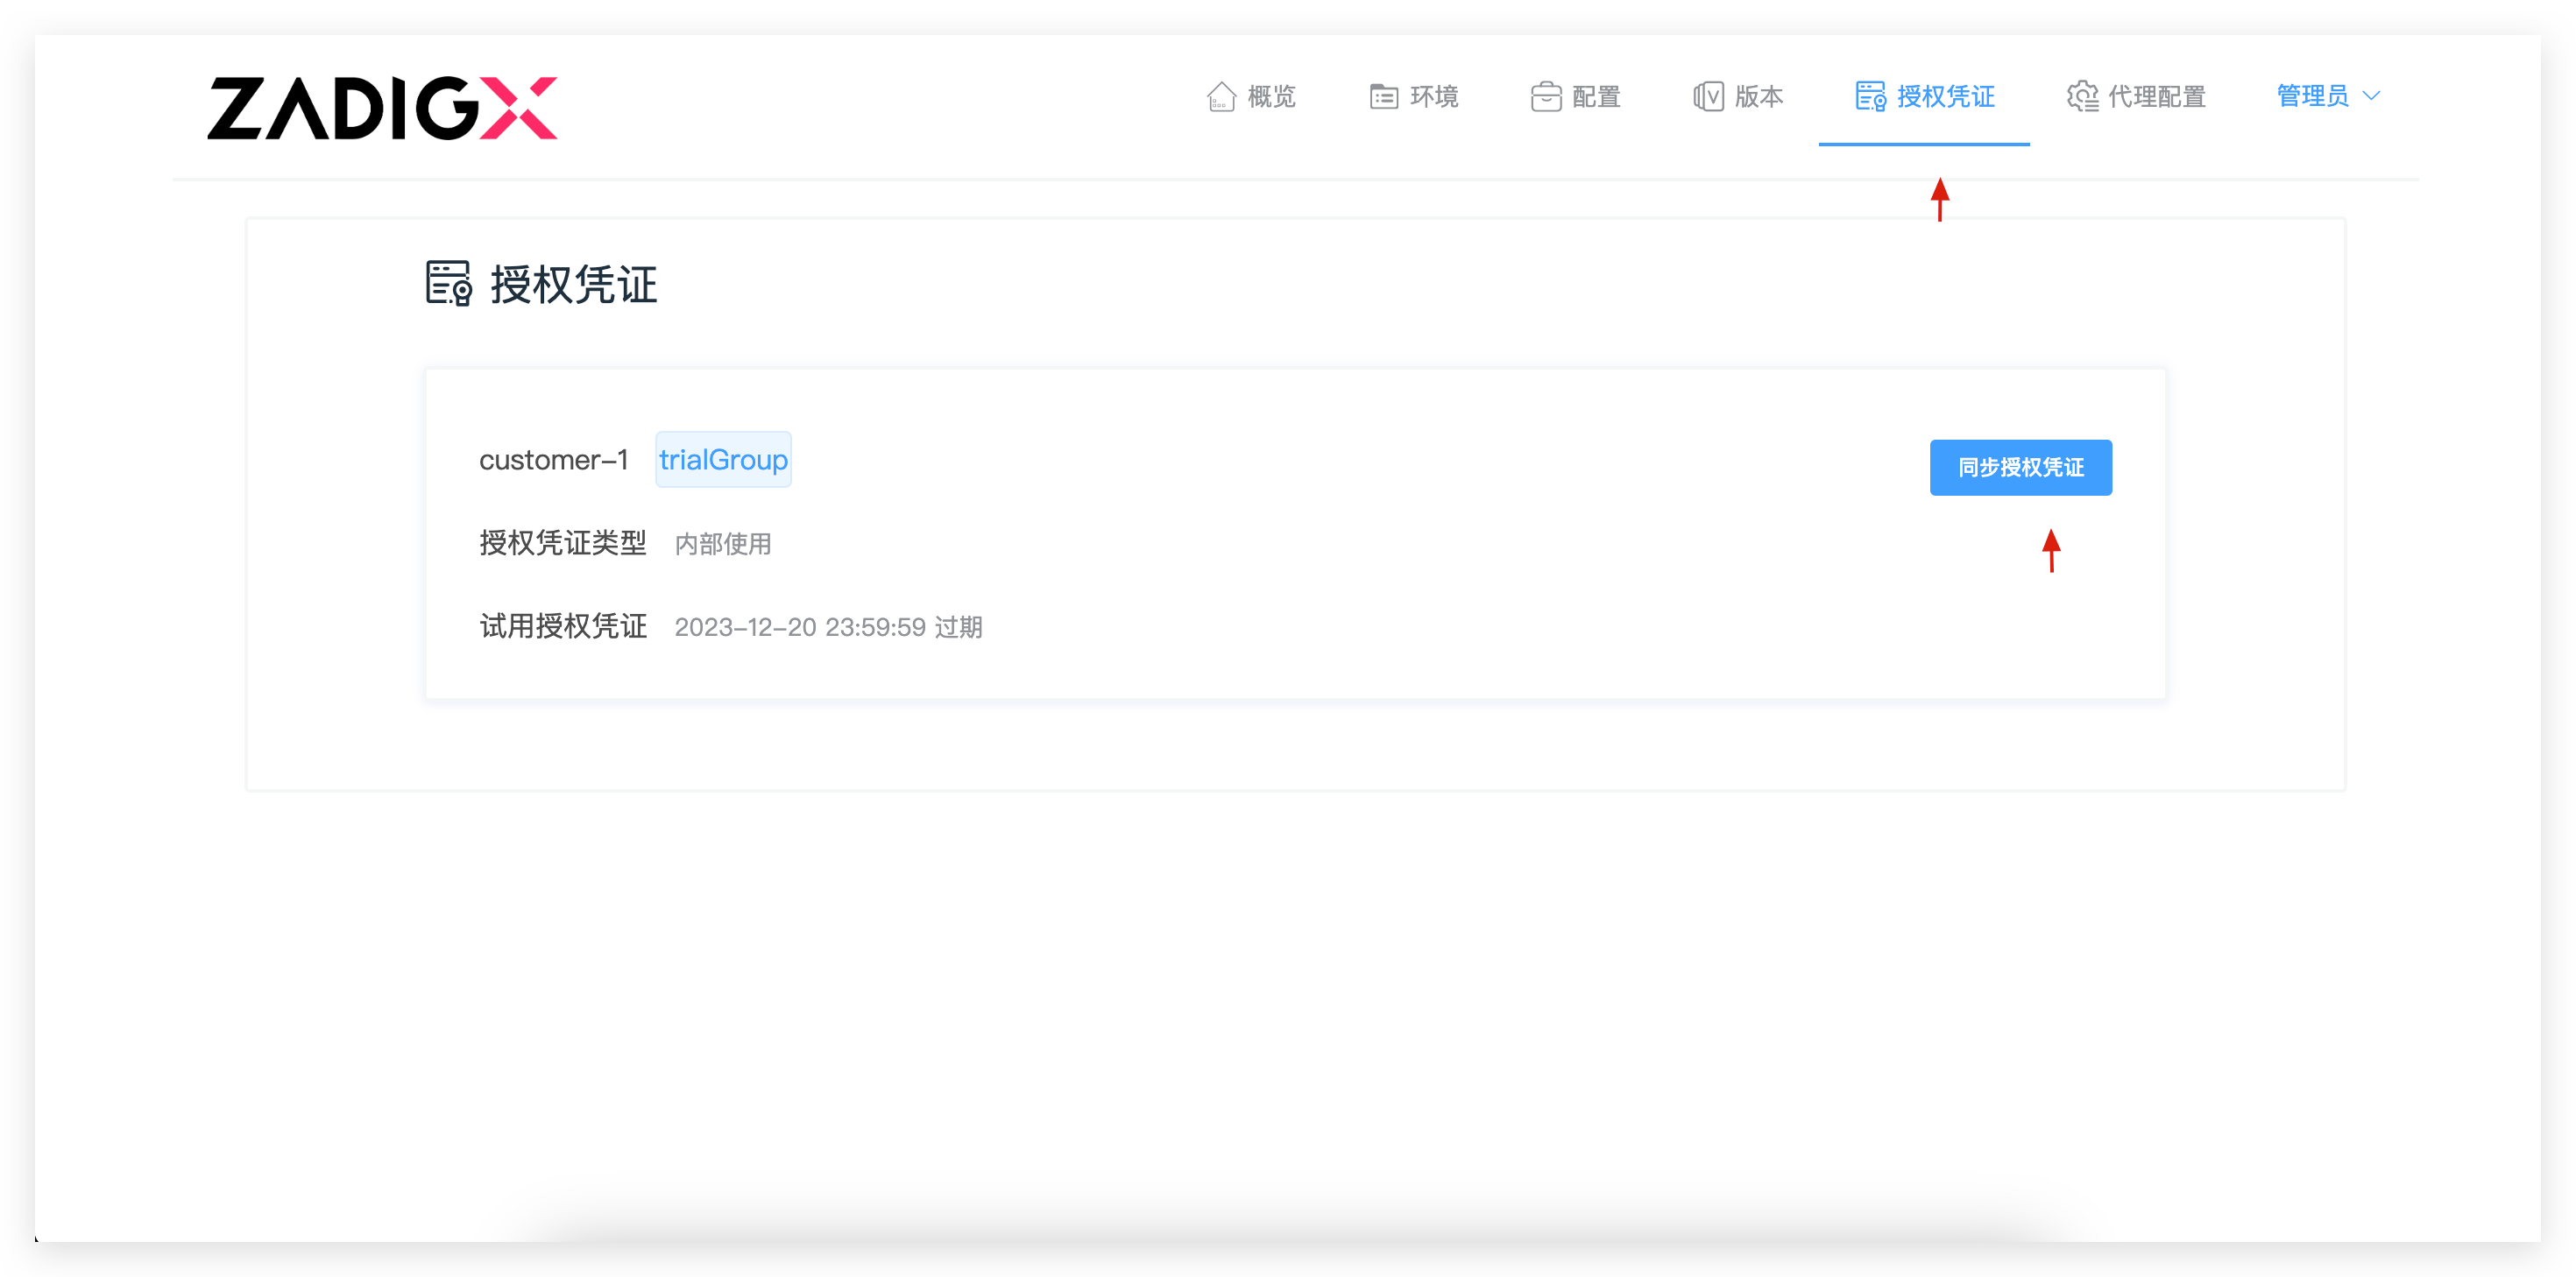 ZADIGX
概览 环境 配置 版本 授权凭证 代理配置 管理员
授权凭证
customer-1 trialGroup
同步授权凭证
授权凭证类型 内部使用
试用授权凭证 2023-12-20 23:59:59 过期